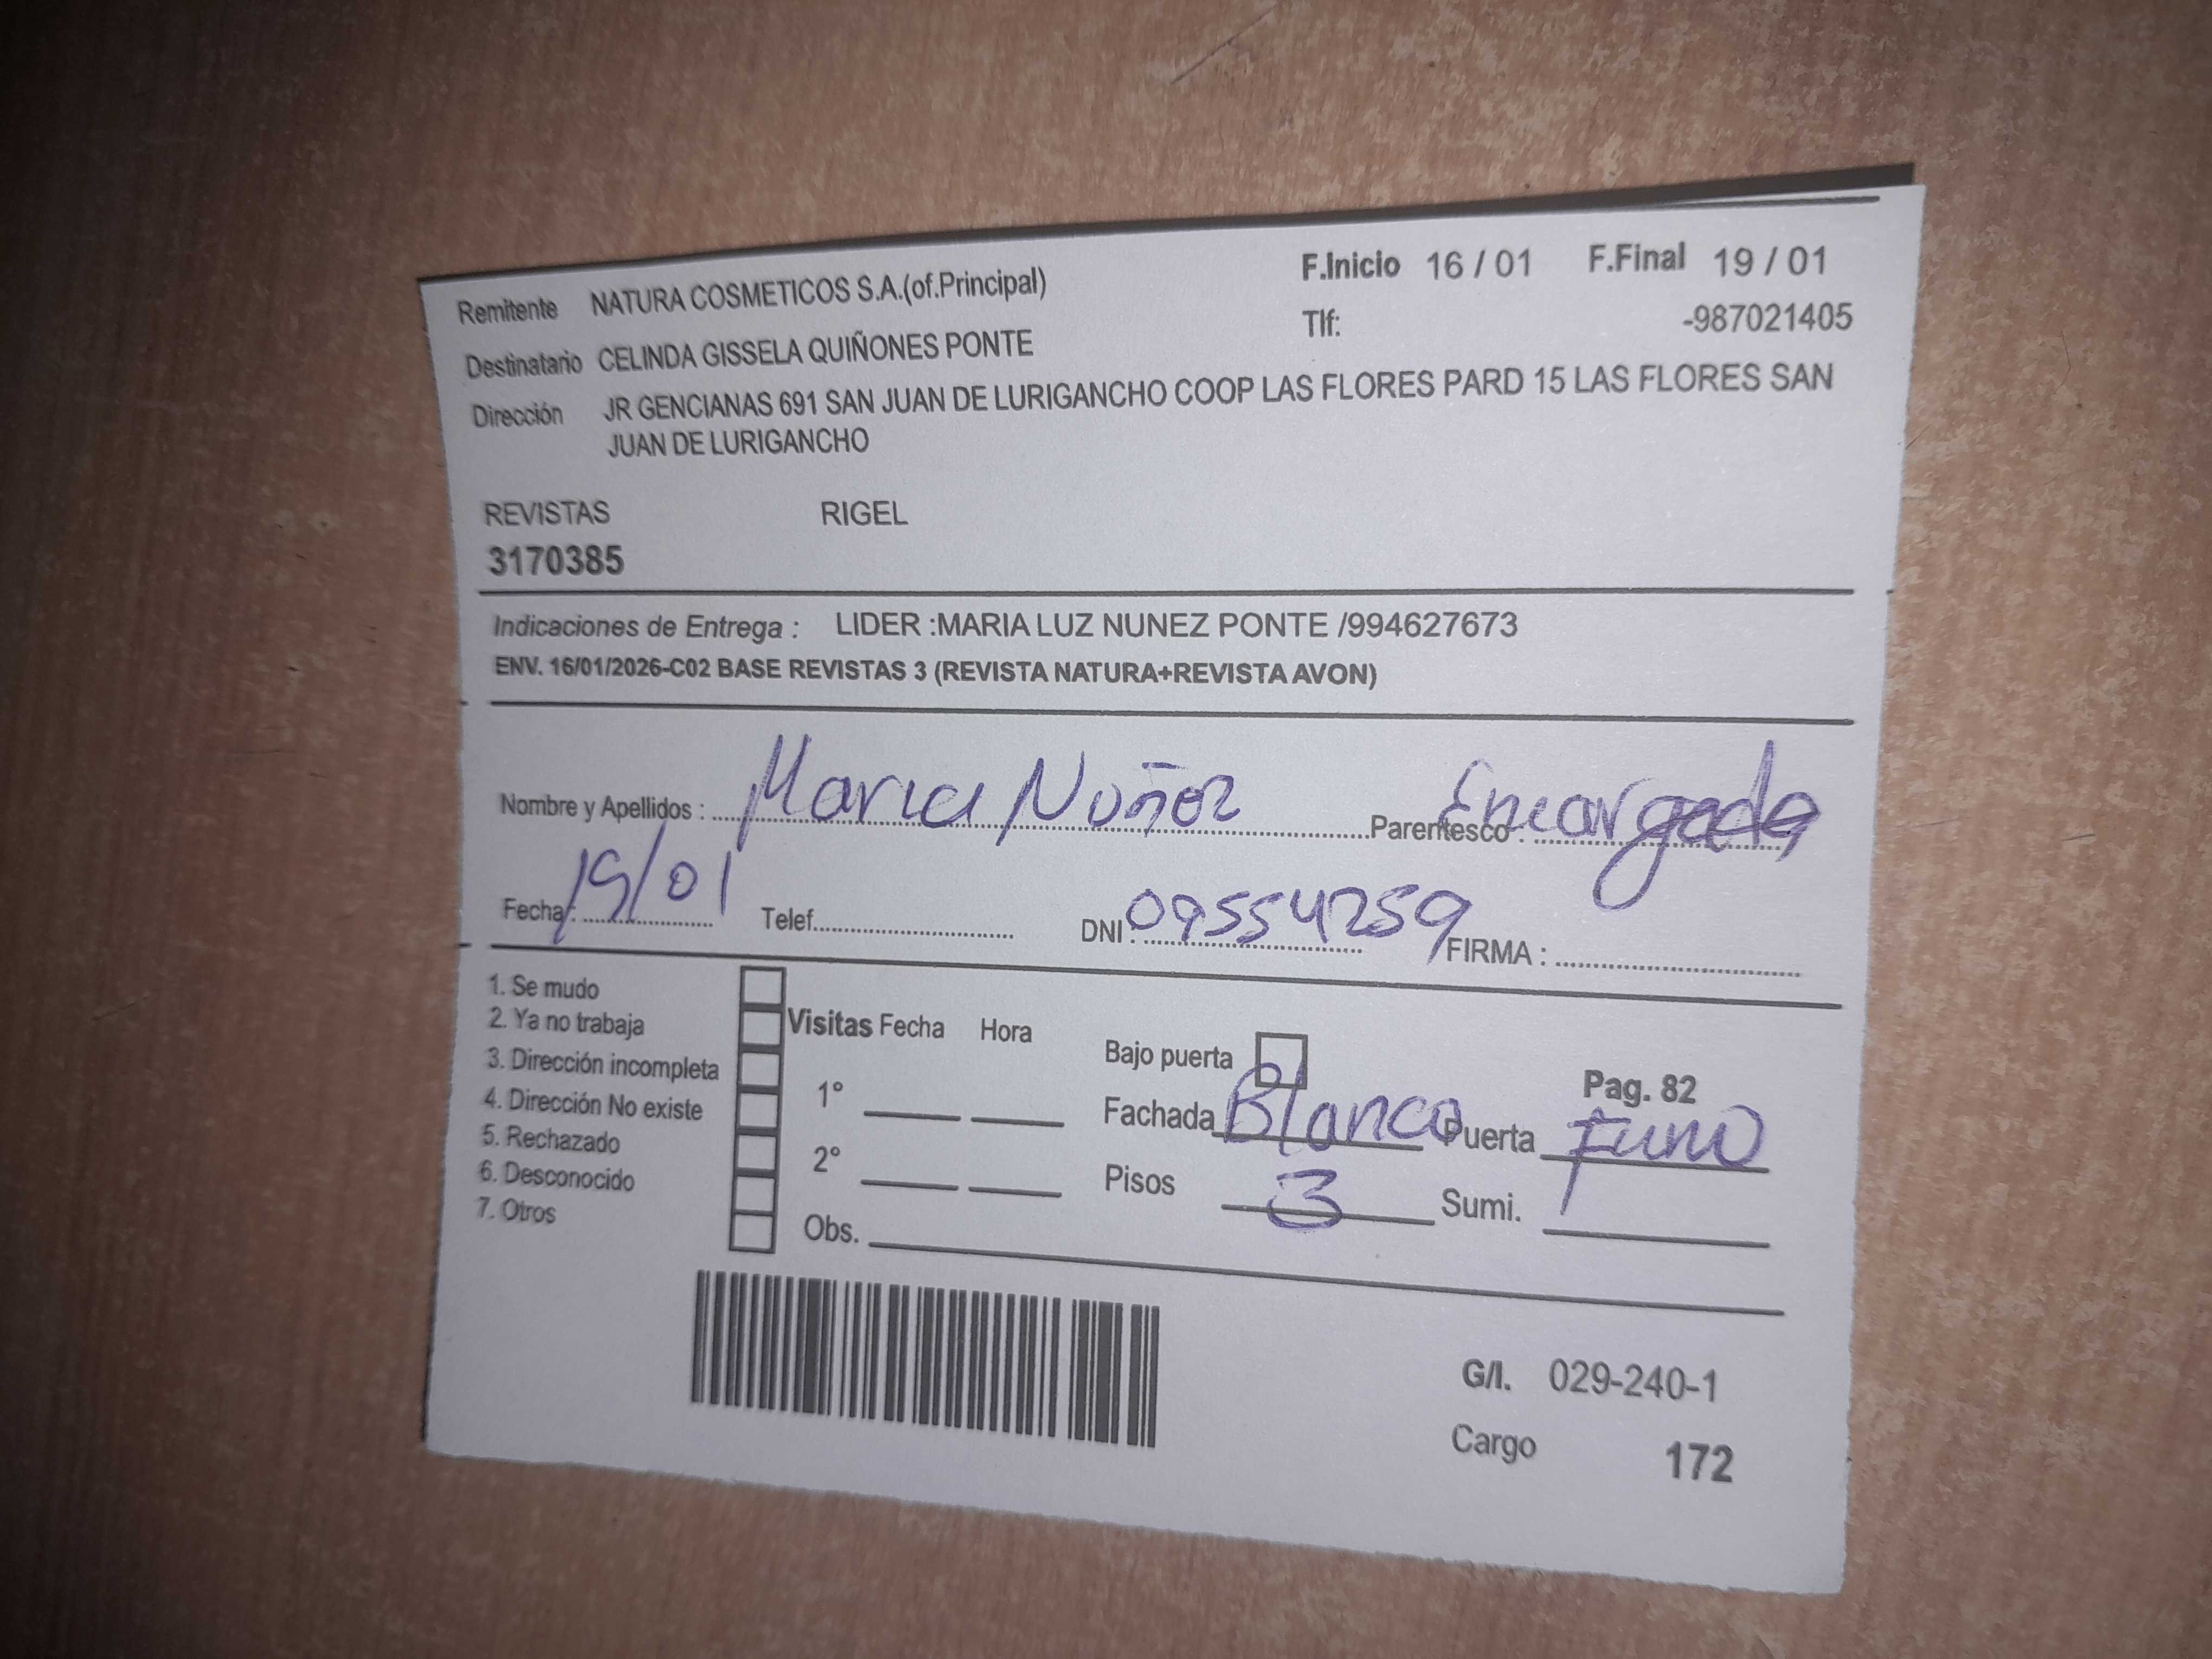 Remitente NATURA COSMETICOS S.A.(of.Principal) F.Inicio 16 / 01 F.Final 19 / 01
Destinatario CELINDA GISSELA QUIÑONES PONTE Tlf: -987021405
Dirección JR GENCIANAS 691 SAN JUAN DE LURIGANCHO COOP LAS FLORES PARD 15 LAS FLORES SAN
JUAN DE LURIGANCHO
REVISTAS RIGEL
3170385
Indicaciones de Entrega : LIDER :MARIA LUZ NUNEZ PONTE /994627673
ENV. 16/01/2026-C02 BASE REVISTAS 3 (REVISTA NATURA+REVISTA AVON)
Nombre y Apellidos : Maria Nuñez Parentesco : Encargada
Fecha : 19/01 Telef. DNI : 09554259 FIRMA :
1. Se mudo
2. Ya no trabaja
3. Dirección incompleta
4. Dirección No existe
5. Rechazado
6. Desconocido
7. Otros
Visitas Fecha Hora
1°
2°
Obs.
Bajo puerta
Fachada Blanco Puerta
Pisos 3 Sumi.
Pag. 82
G/I. 029-240-1
Cargo 172